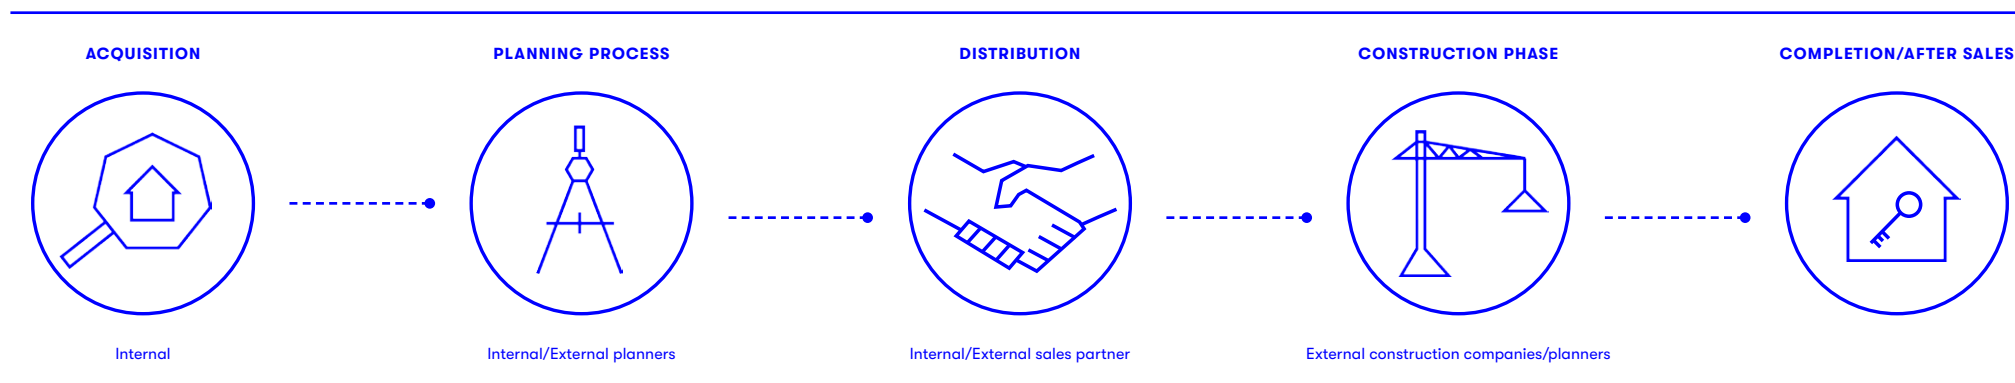 ACQUISITION
PLANNING PROCESS
DISTRIBUTION
CONSTRUCTION PHASE
COMPLETION/AFTER SALES
Internal
Internal/External planners
Internal/External sales partner
External construction companies/planners